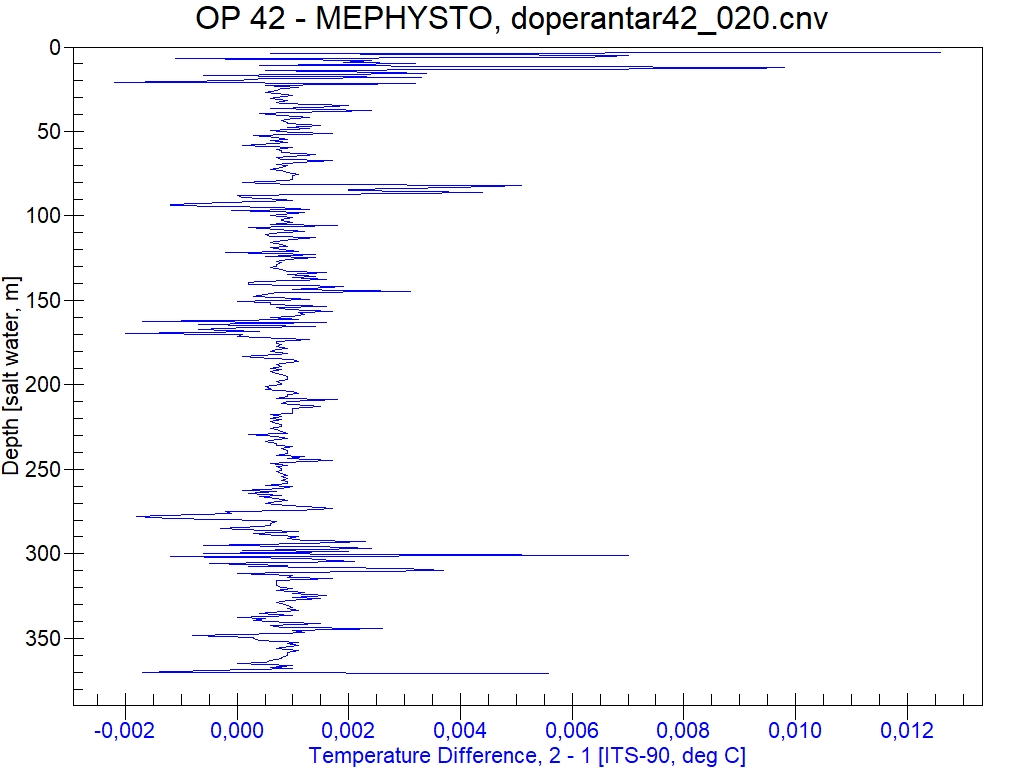 OP 42 - MEPHYSTO, doperantar42_020.cnv
0
50
100
150
200
250
300
350
Depth [salt water, m]
-0,002 0,000 0,002 0,004 0,006 0,008 0,010 0,012
Temperature Difference, 2 - 1 [ITS-90, deg C]